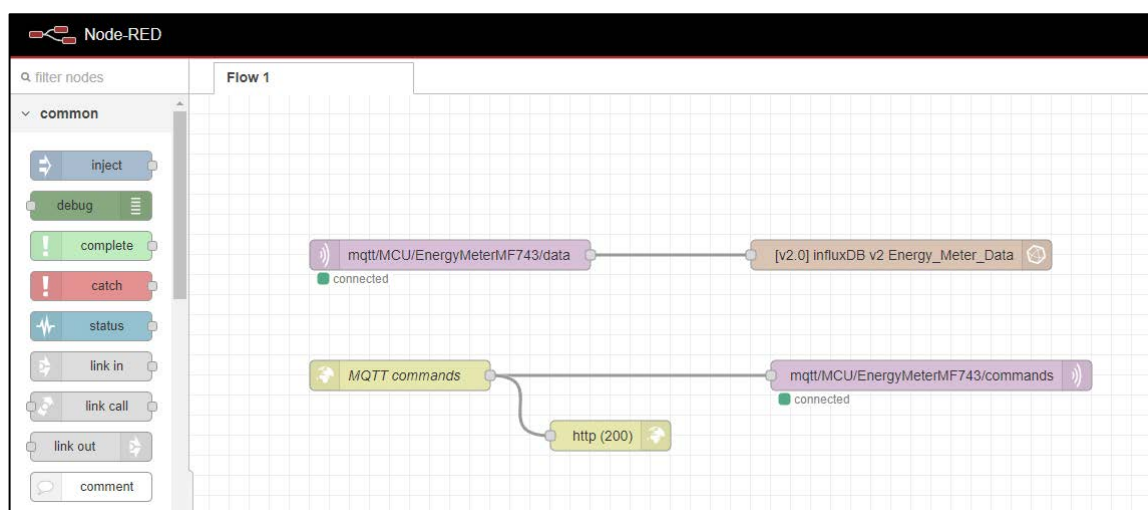 Node-RED
filter nodes
Flow 1
common
inject
debug
complete
catch
status
link in
link call
link out
comment
mqtt/MCU/EnergyMeterMF743/data
connected
[v2.0] influxDB v2 Energy_Meter_Data
MQTT commands
mqtt/MCU/EnergyMeterMF743/commands
connected
http (200)